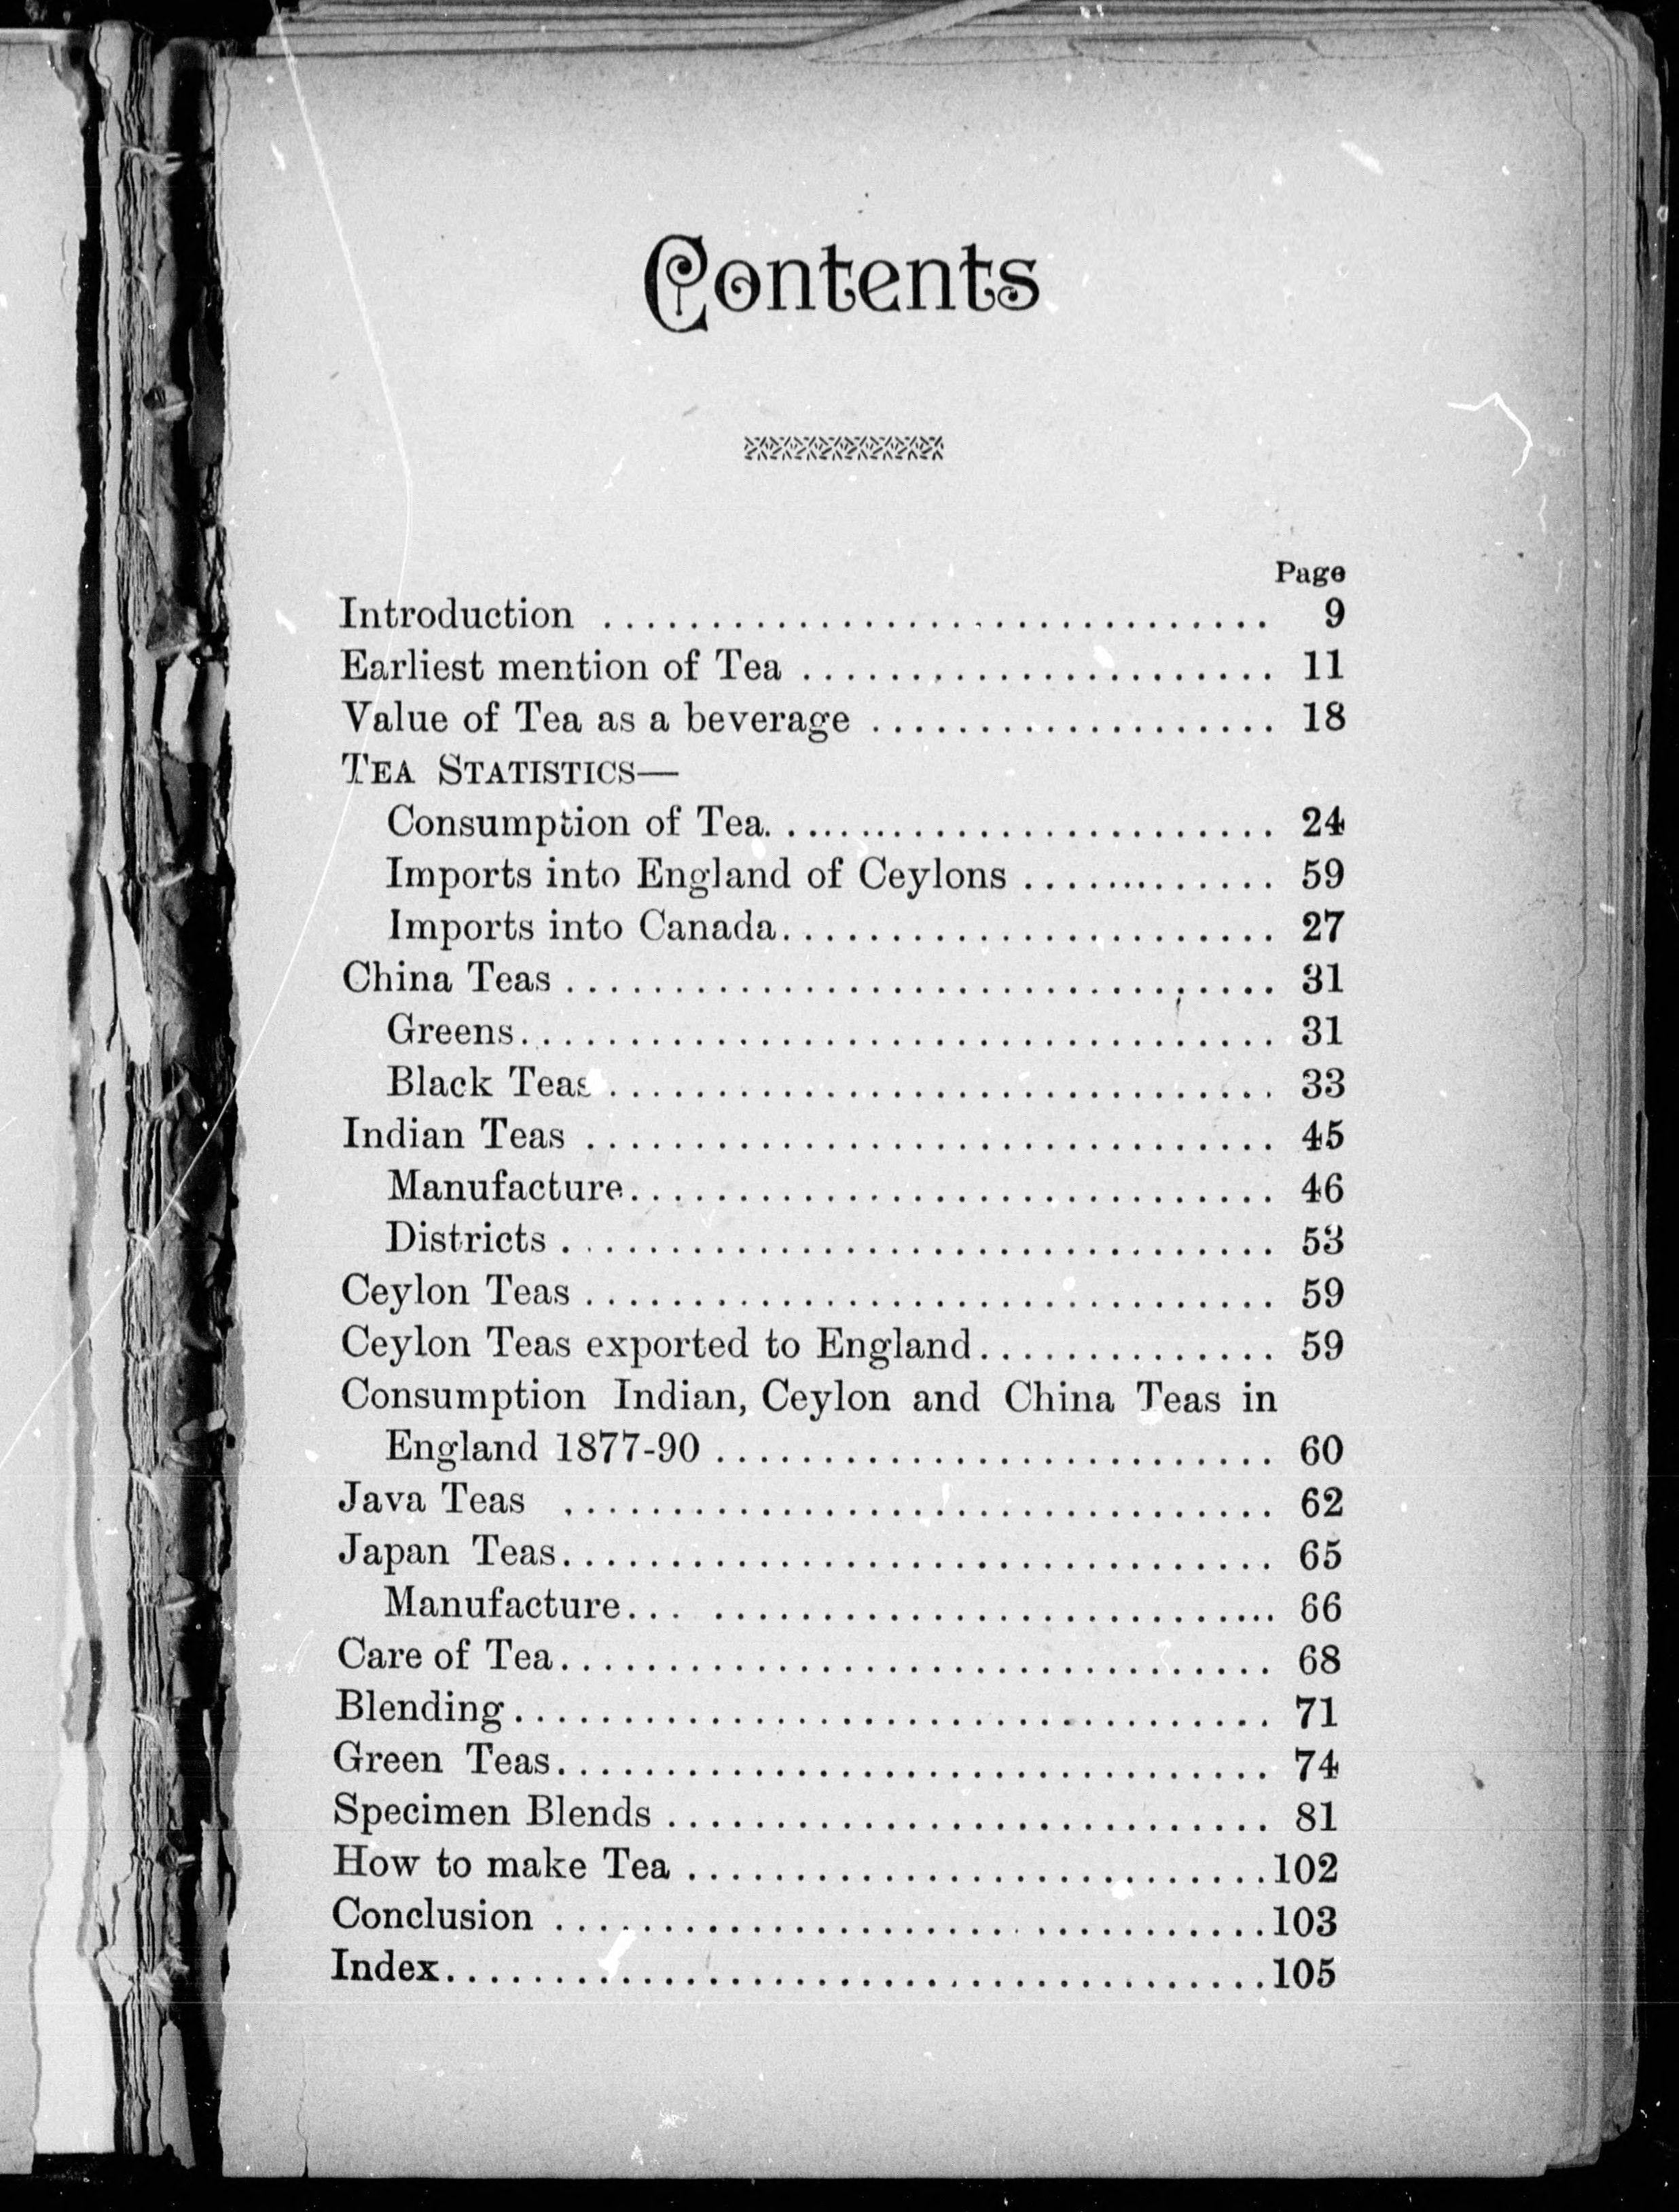 Contents
Page
Introduction ................................ 9
Earliest mention of Tea ...................... 11
Value of Tea as a beverage ................... 18
TEA STATISTICS—
Consumption of Tea........................ 24
Imports into England of Ceylons ............ 59
Imports into Canada....................... 27
China Teas ................................. 31
Greens................................... 31
Black Teas ............................... 33
Indian Teas ................................ 45
Manufacture.............................. 46
Districts ................................. 53
Ceylon Teas ................................ 59
Ceylon Teas exported to England.............. 59
Consumption Indian, Ceylon and China Teas in
England 1877-90 .......................... 60
Java Teas ................................. 62
Japan Teas................................. 65
Manufacture... .......................... 66
Care of Tea................................. 68
Blending................................... 71
Green Teas................................. 74
Specimen Blends ............................ 81
How to make Tea ...........................102
Conclusion .................................103
Index......................................105